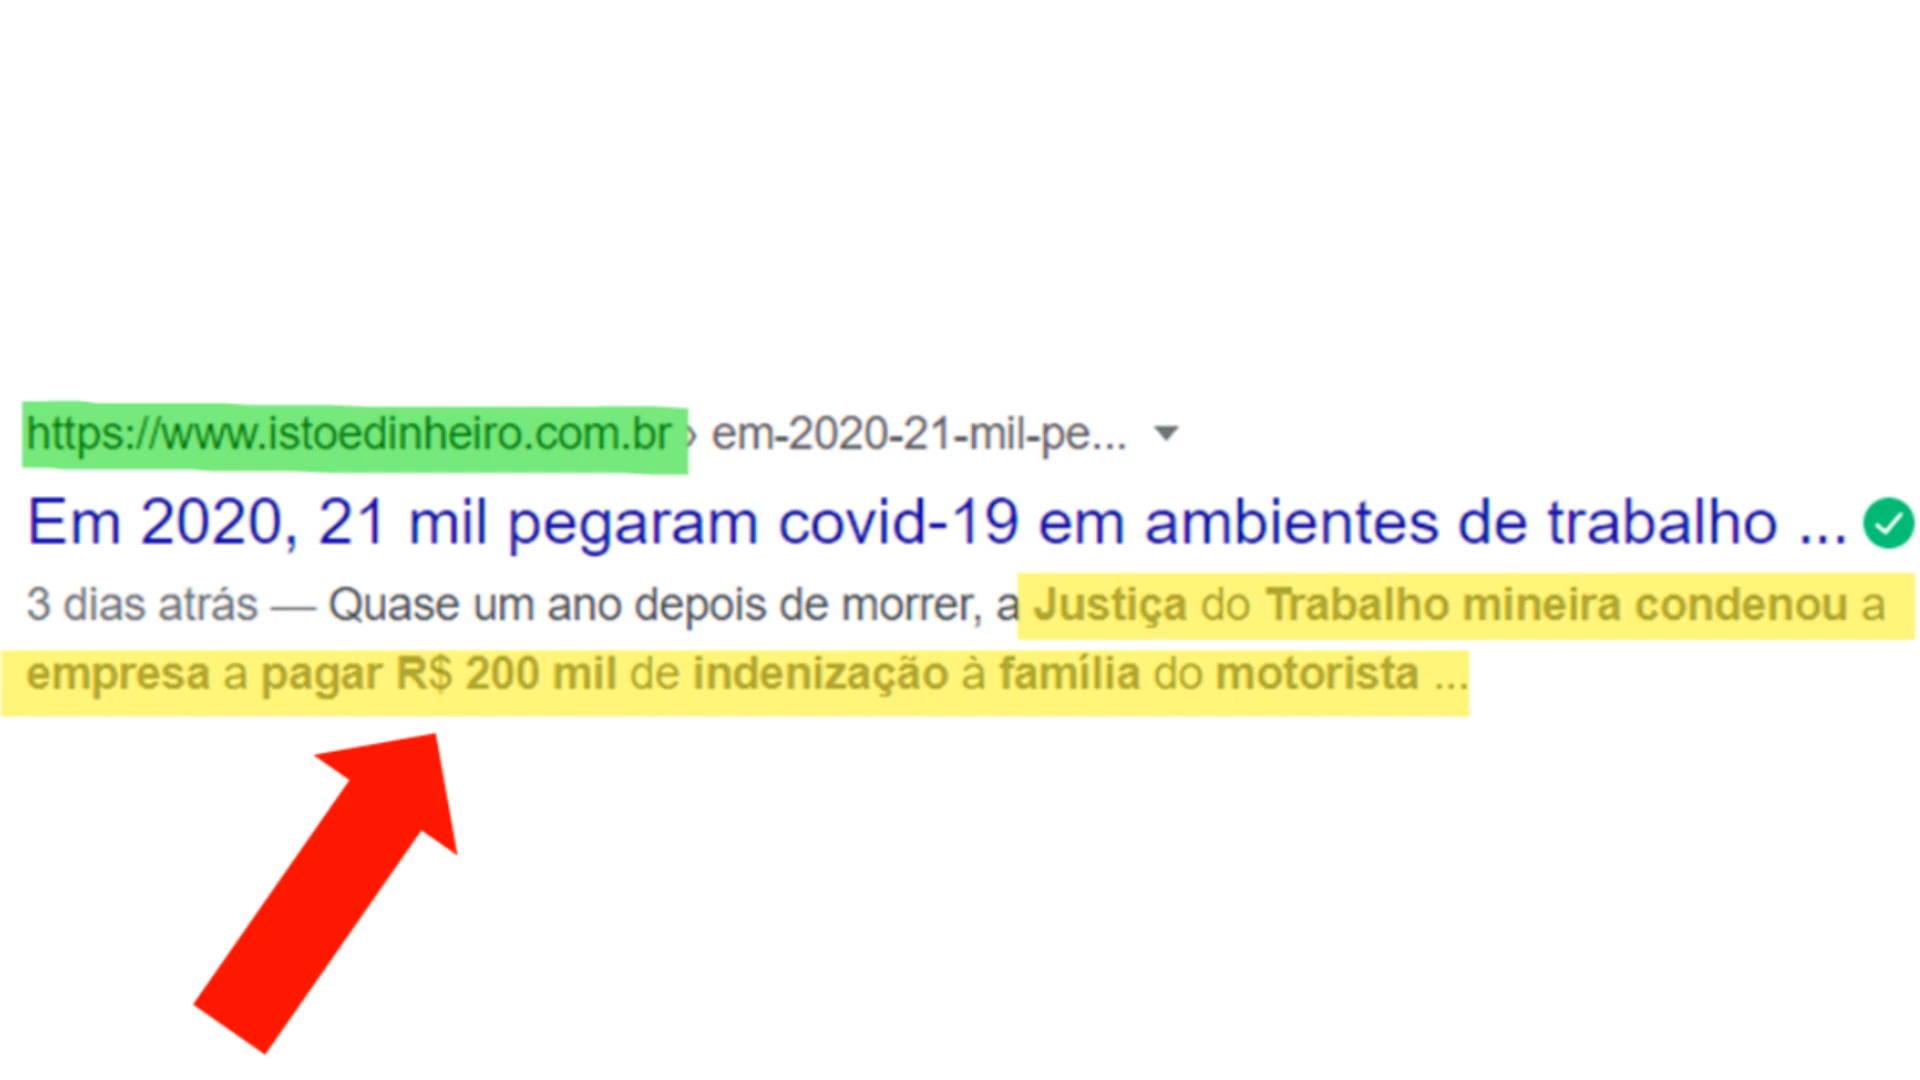 https://www.istoedinheiro.com.br › em-2020-21-mil-pe...
Em 2020, 21 mil pegaram covid-19 em ambientes de trabalho ...
3 dias atrás — Quase um ano depois de morrer, a Justiça do Trabalho mineira condenou a
empresa a pagar R$ 200 mil de indenização à família do motorista ...